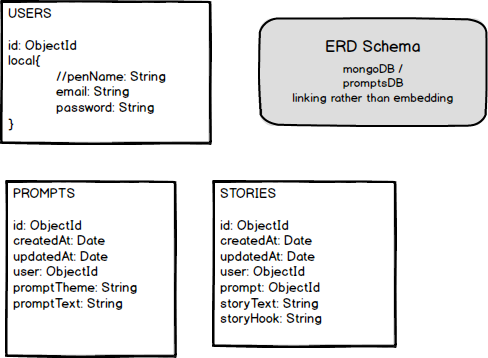 USERS
id: ObjectId
local{
//penName: String
email: String
password: String
}
ERD Schema
mongoDB /
promptsDB
linking rather than embedding
PROMPTS
id: ObjectId
createdAt: Date
updatedAt: Date
user: ObjectId
promptTheme: String
promptText: String
STORIES
id: ObjectId
createdAt: Date
updatedAt: Date
user: ObjectId
prompt: ObjectId
storyText: String
storyHook: String